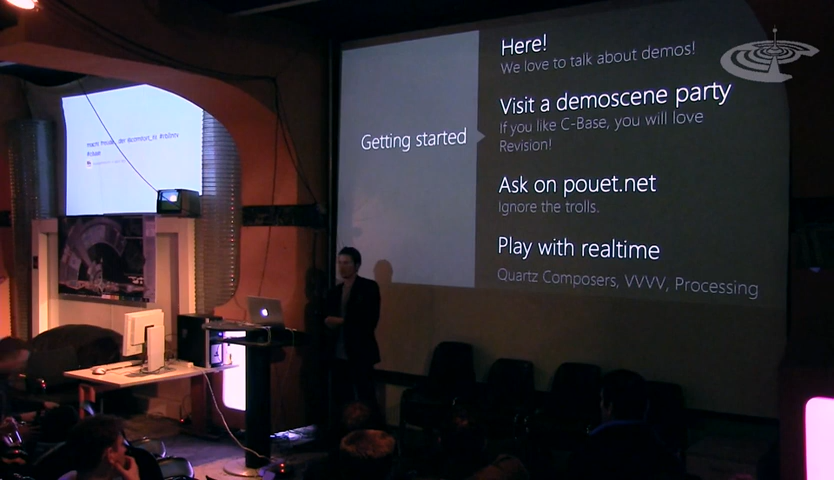 Getting started
Here!
We love to talk about demos!
Visit a demoscene party
If you like C-Base, you will love
Revision!
Ask on pouet.net
Ignore the trolls.
Play with realtime
Quartz Composers, VVVV, Processing